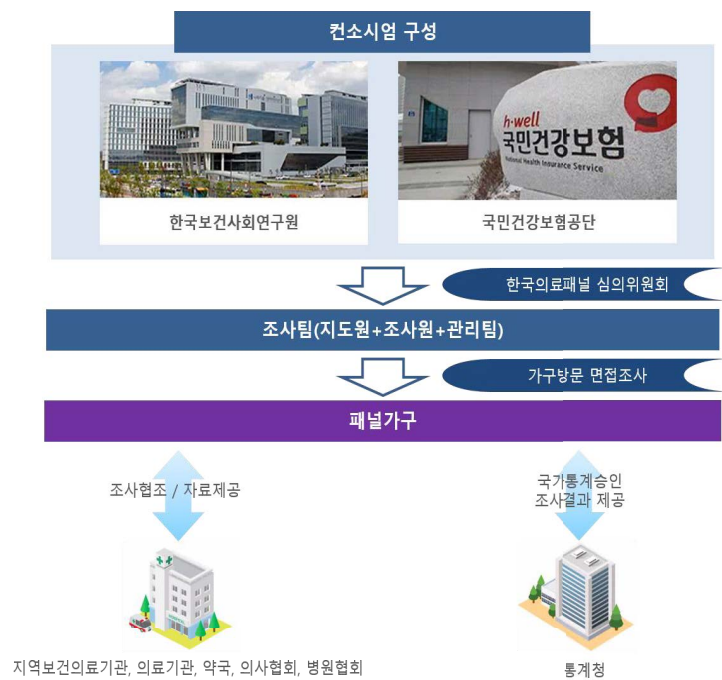 컨소시엄 구성
h·well
국민건강보험
National Health Insurance Service
한국보건사회연구원
국민건강보험공단
한국의료패널 심의위원회
조사팀(지도원+조사원+관리팀)
가구방문 면접조사
패널가구
조사협조 / 자료제공
국가통계승인
조사결과 제공
지역보건의료기관, 의료기관, 약국, 의사협회, 병원협회
통계청